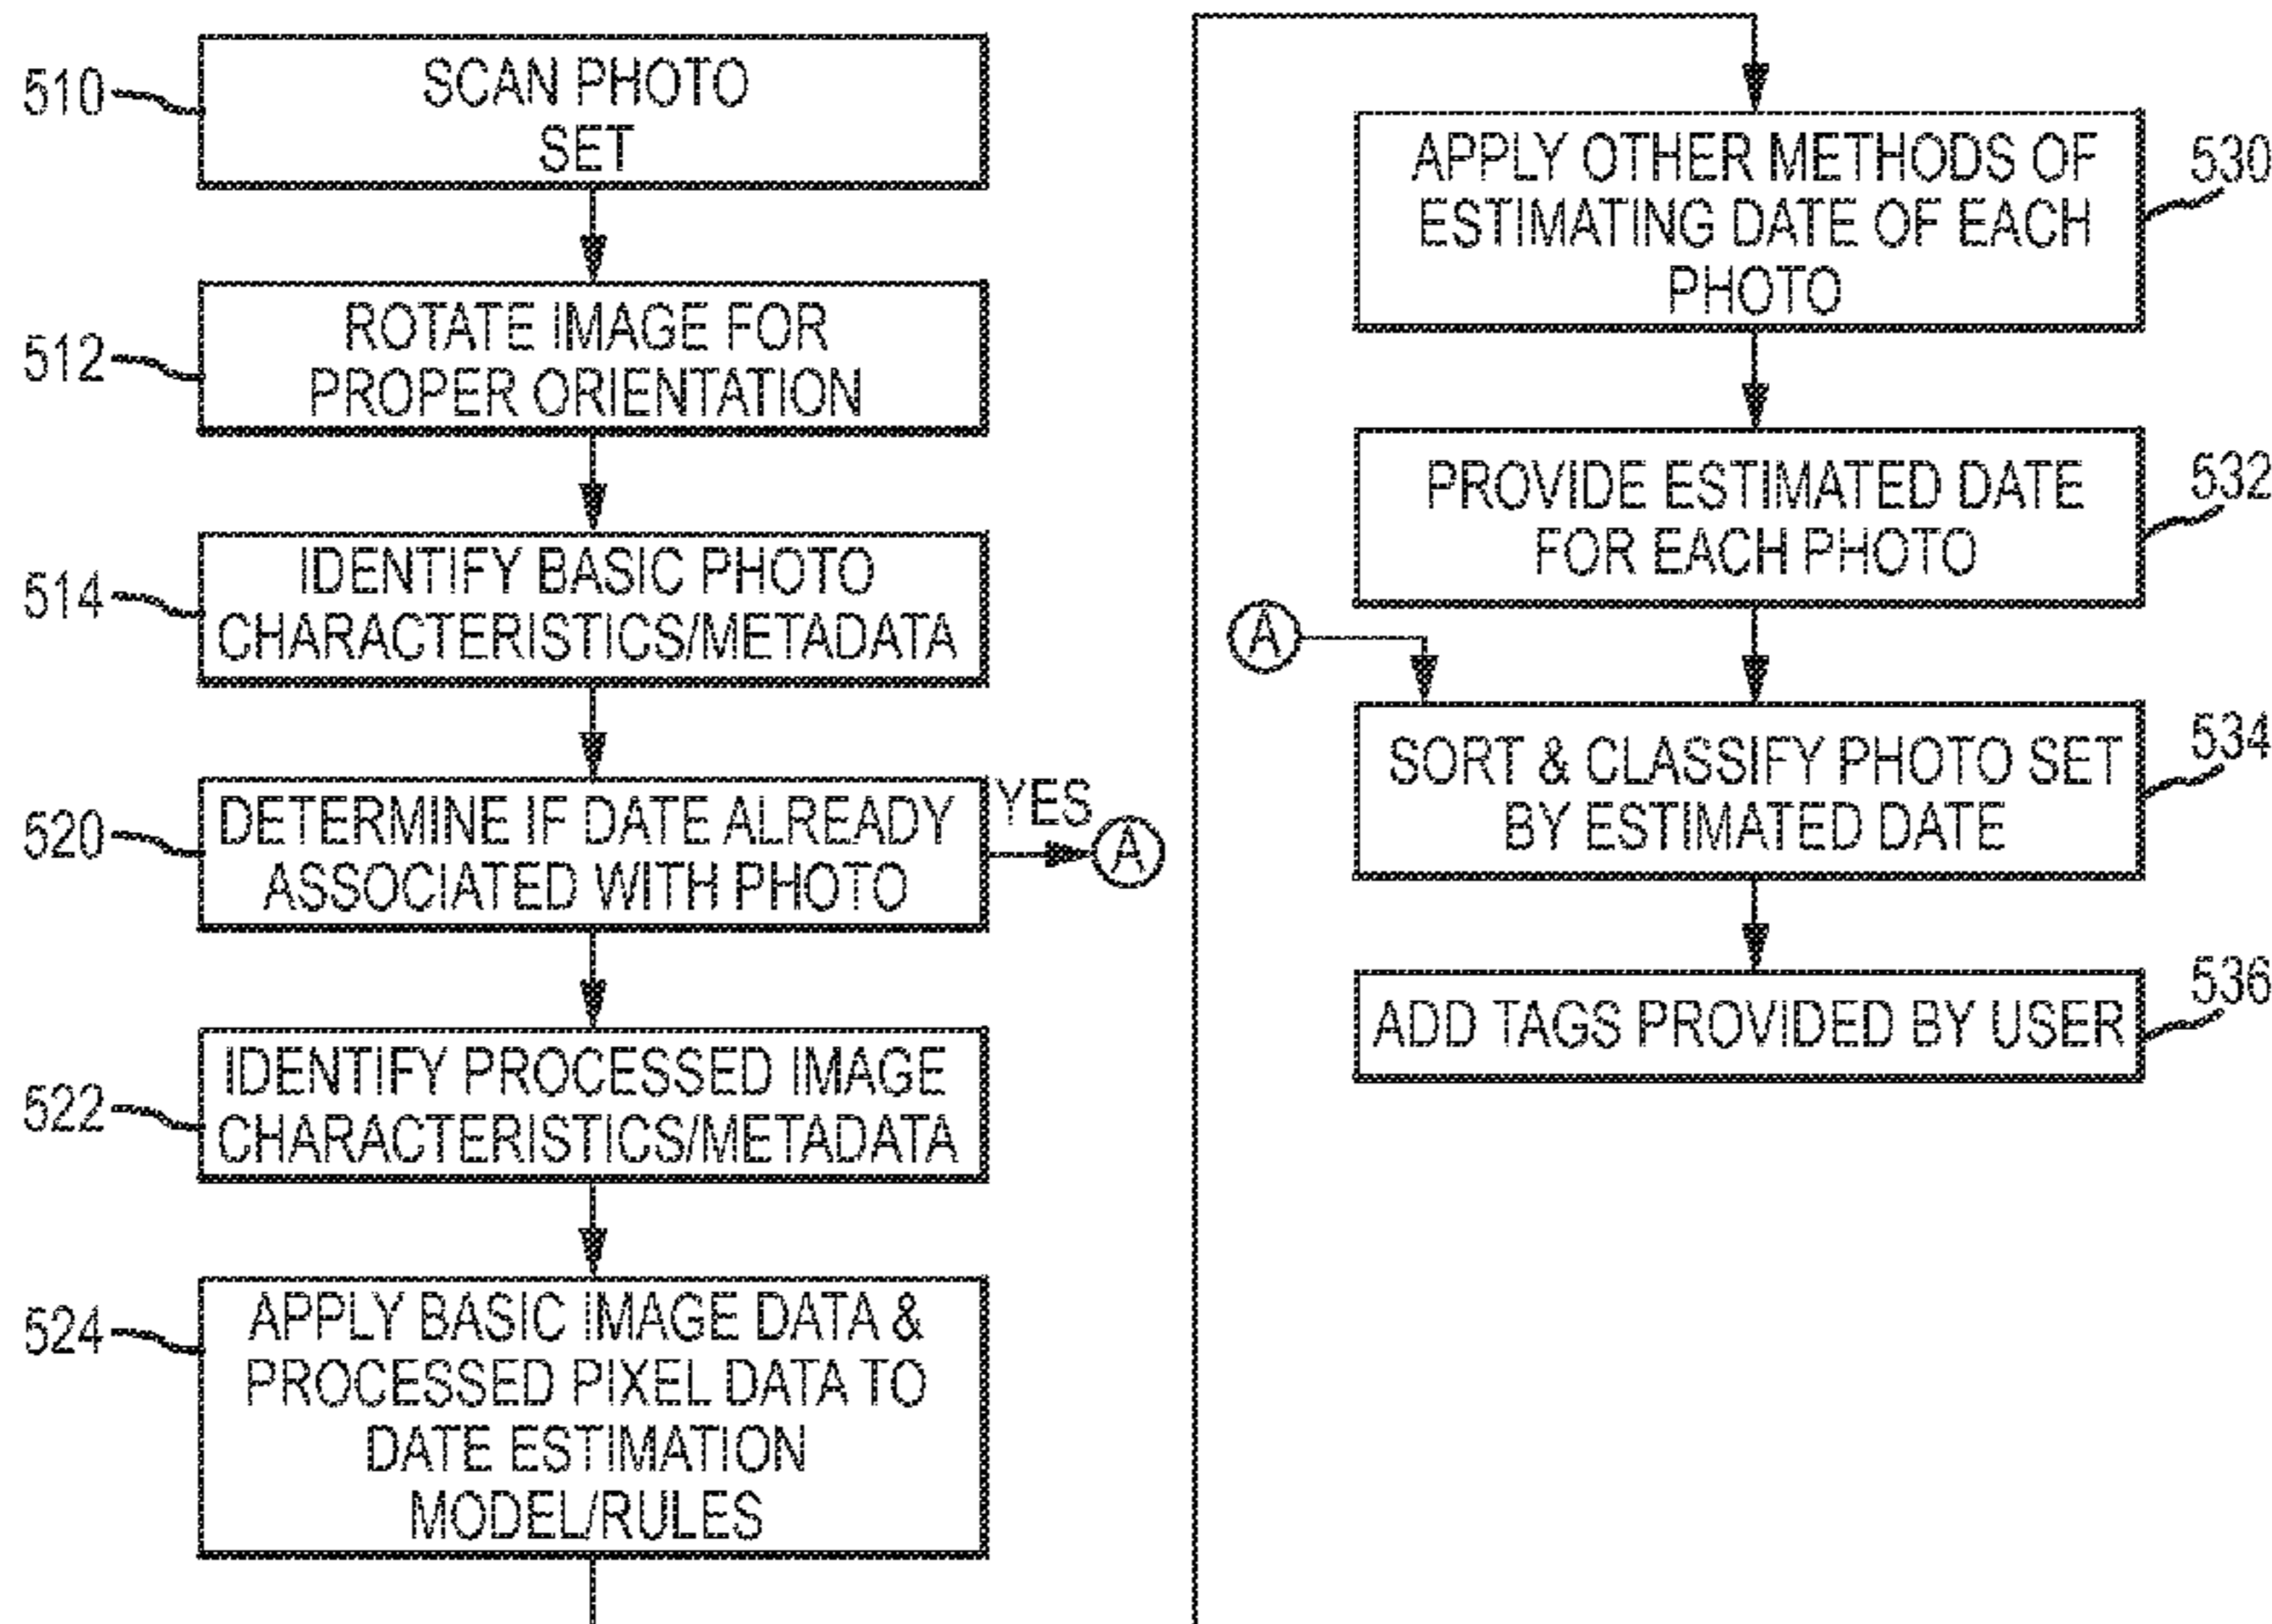 510
SCAN PHOTO
SET
512
ROTATE IMAGE FOR
PROPER ORIENTATION
514
IDENTIFY BASIC PHOTO
CHARACTERISTICS/METADATA
520
DETERMINE IF DATE ALREADY
ASSOCIATED WITH PHOTO
YES
A
522
IDENTIFY PROCESSED IMAGE
CHARACTERISTICS/METADATA
524
APPLY BASIC IMAGE DATA &
PROCESSED PIXEL DATA TO
DATE ESTIMATION
MODEL/RULES
APPLY OTHER METHODS OF
ESTIMATING DATE OF EACH
PHOTO
530
PROVIDE ESTIMATED DATE
FOR EACH PHOTO
532
A
SORT & CLASSIFY PHOTO SET
BY ESTIMATED DATE
534
ADD TAGS PROVIDED BY USER
536